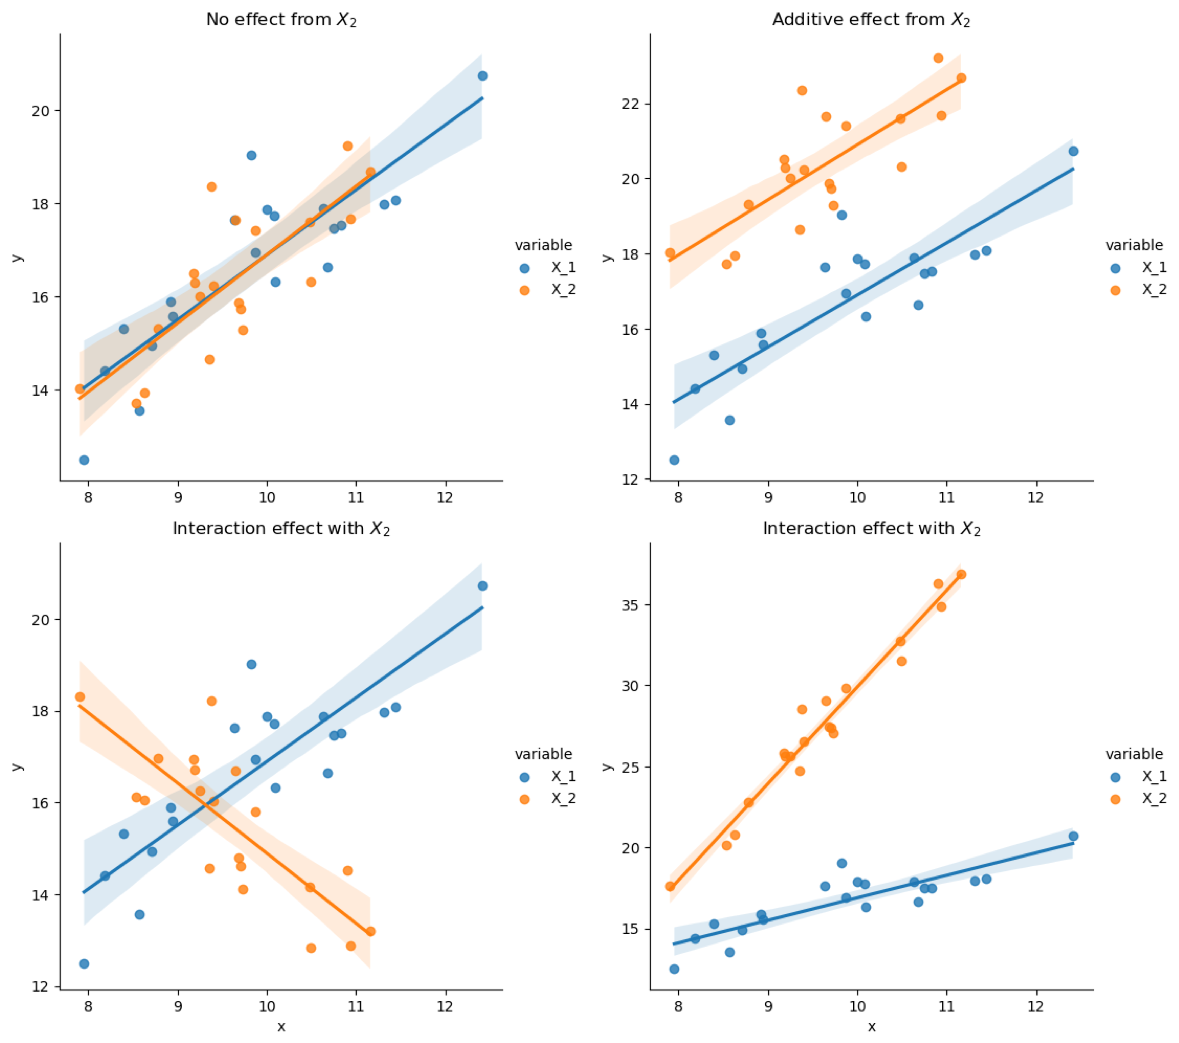 No effect from X₂
20
18
16
14
y
8 9 10 11 12
variable
X_1
X_2
Additive effect from X₂
22
20
18
16
14
12
y
8 9 10 11 12
variable
X_1
X_2
Interaction effect with X₂
20
18
16
14
12
y
8 9 10 11 12
x
variable
X_1
X_2
Interaction effect with X₂
35
30
25
20
15
y
8 9 10 11 12
x
variable
X_1
X_2